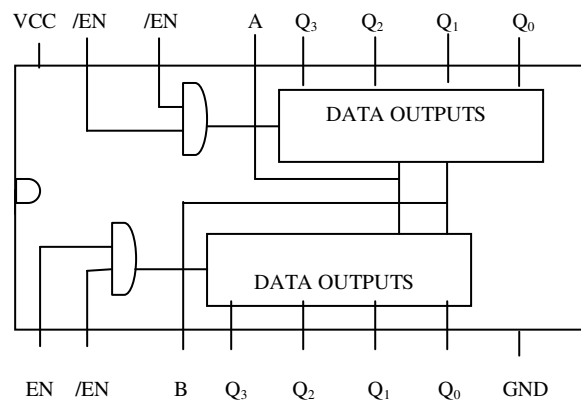 VCC /EN /EN A Q₃ Q₂ Q₁ Q₀
DATA OUTPUTS
DATA OUTPUTS
EN /EN B Q₃ Q₂ Q₁ Q₀ GND